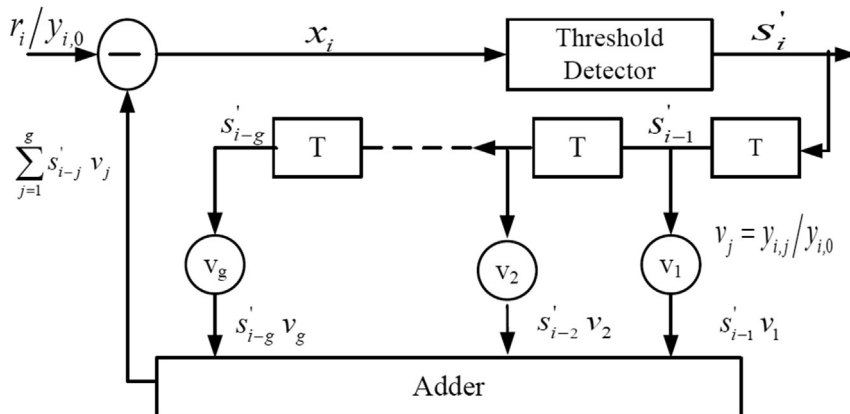 r_i/y_{i,0}
−
x_i
Threshold
Detector
s'_i
\sum_{j=1}^{g} s'_{i-j} v_j
s'_{i-g}
T
T
s'_{i-1}
T
v_g
v_2
v_1
v_j = y_{i,j}/y_{i,0}
s'_{i-g} v_g
s'_{i-2} v_2
s'_{i-1} v_1
Adder